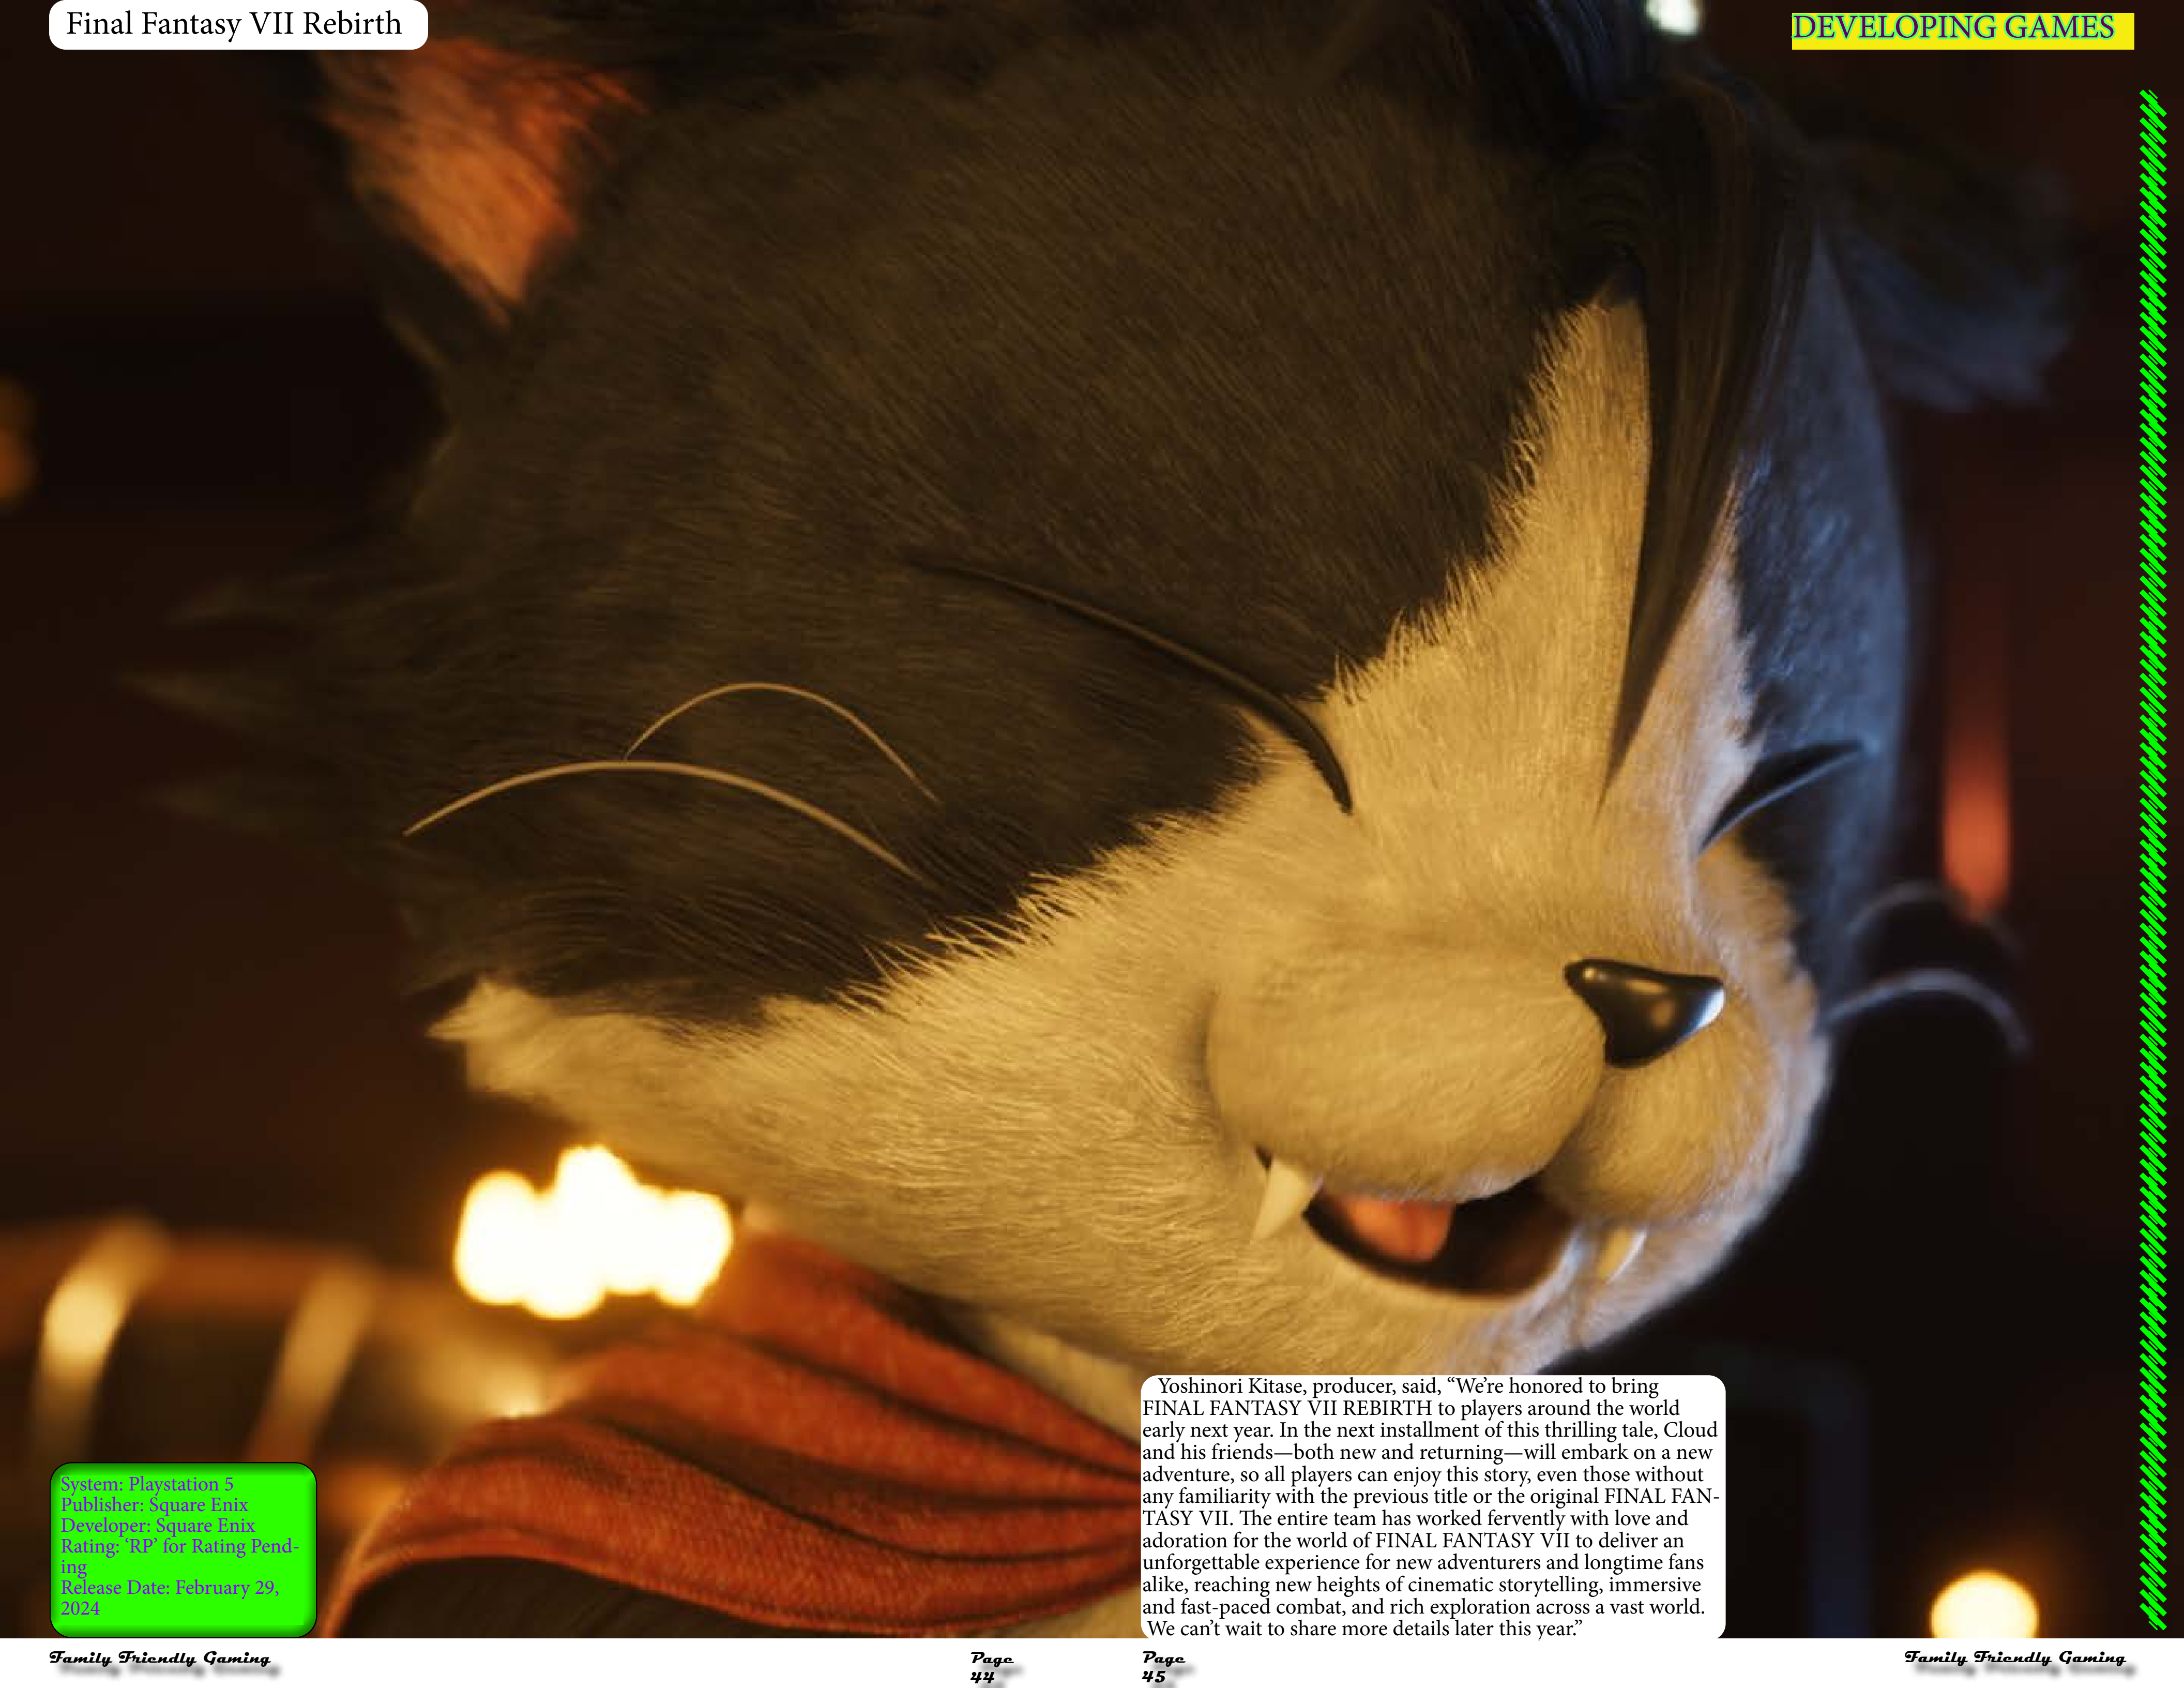 Final Fantasy VII Rebirth
DEVELOPING GAMES
System: Playstation 5
Publisher: Square Enix
Developer: Square Enix
Rating: ‘RP’ for Rating Pend-
ing
Release Date: February 29,
2024
Yoshinori Kitase, producer, said, “We’re honored to bring
FINAL FANTASY VII REBIRTH to players around the world
early next year. In the next installment of this thrilling tale, Cloud
and his friends—both new and returning—will embark on a new
adventure, so all players can enjoy this story, even those without
any familiarity with the previous title or the original FINAL FAN-
TASY VII. The entire team has worked fervently with love and
adoration for the world of FINAL FANTASY VII to deliver an
unforgettable experience for new adventurers and longtime fans
alike, reaching new heights of cinematic storytelling, immersive
and fast-paced combat, and rich exploration across a vast world.
We can’t wait to share more details later this year.”
Family Friendly Gaming
Page
44
Page
45
Family Friendly Gaming